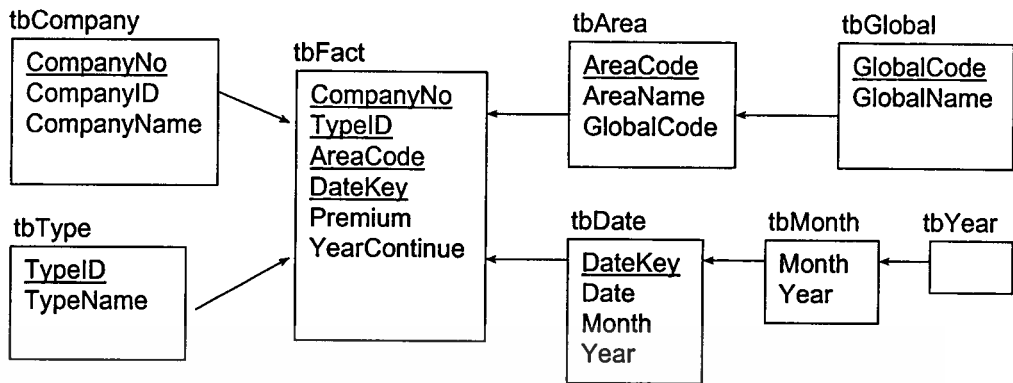 tbCompany
CompanyNo
CompanyID
CompanyName
tbType
TypeID
TypeName
tbFact
CompanyNo
TypeID
AreaCode
DateKey
Premium
YearContinue
tbArea
AreaCode
AreaName
GlobalCode
tbGlobal
GlobalCode
GlobalName
tbDate
DateKey
Date
Month
Year
tbMonth
Month
Year
tbYear